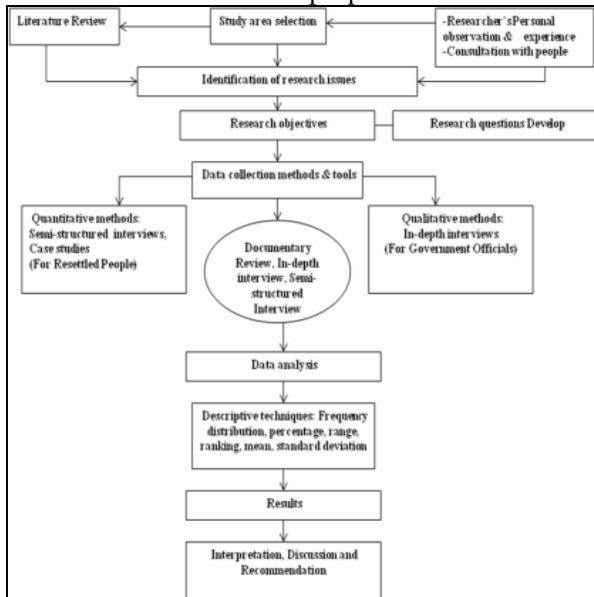 Literature Review
Study area selection
-Researcher'sPersonal
observation & experience
-Consultation with people
Identification of research issues
Research objectives
Research questions Develop
Data collection methods & tools
Quantitative methods:
Semi-structured interviews,
Case studies
(For Resettled People)
Documentary
Review, In-depth
interview, Semi-
structured
Interview
Qualitative methods:
In-depth interviews
(For Government Officials)
Data analysis
Descriptive techniques: Frequency
distribution, percentage, range,
ranking, mean, standard deviation
Results
Interpretation, Discussion and
Recommendation